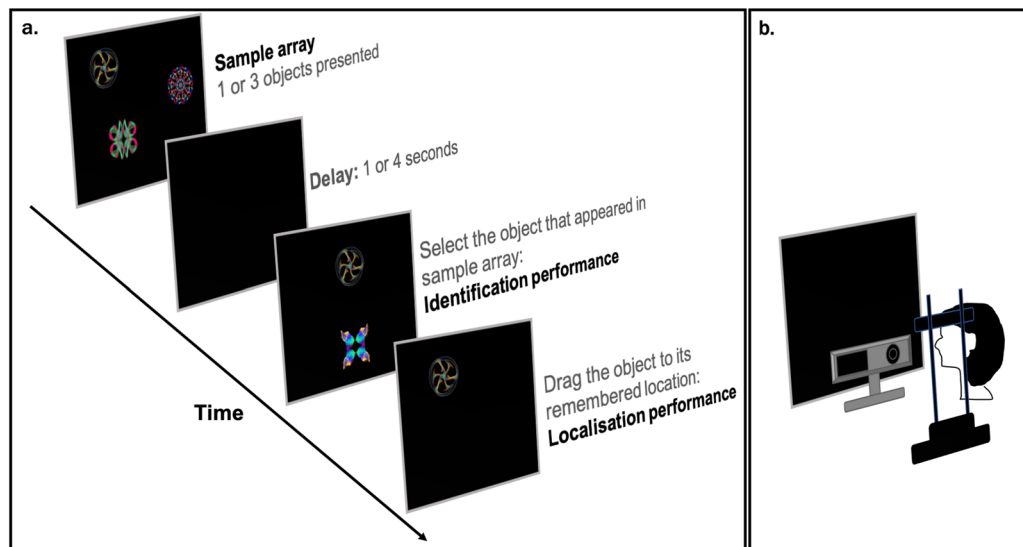 a.
Sample array
1 or 3 objects presented
Delay: 1 or 4 seconds
Select the object that appeared in
sample array:
Identification performance
Drag the object to its
remembered location:
Localisation performance
Time
b.